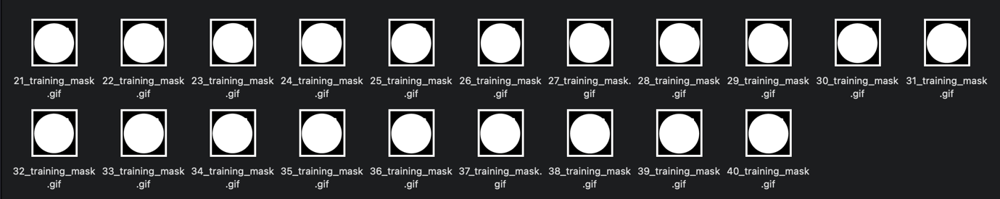 21_training_mask
.gif
22_training_mask
.gif
23_training_mask
.gif
24_training_mask
.gif
25_training_mask
.gif
26_training_mask
.gif
27_training_mask.
gif
28_training_mask
.gif
29_training_mask
.gif
30_training_mask
.gif
31_training_mask
.gif
32_training_mask
.gif
33_training_mask
.gif
34_training_mask
.gif
35_training_mask
.gif
36_training_mask
.gif
37_training_mask.
gif
38_training_mask
.gif
39_training_mask
.gif
40_training_mask
.gif